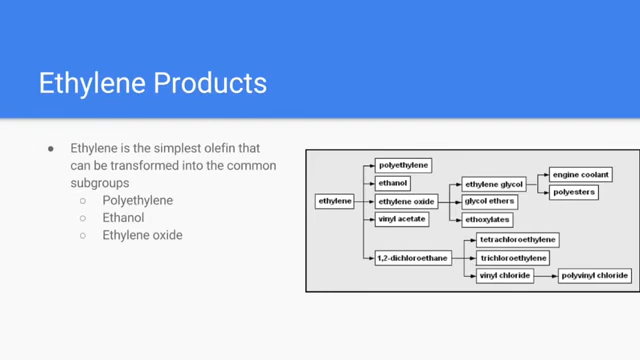 Ethylene Products
● Ethylene is the simplest olefin that
can be transformed into the common
subgroups
○ Polyethylene
○ Ethanol
○ Ethylene oxide
ethylene
polyethylene
ethanol
ethylene oxide
vinyl acetate
1,2-dichloroethane
ethylene glycol
glycol ethers
ethoxylates
engine coolant
polyesters
tetrachloroethylene
trichloroethylene
vinyl chloride
polyvinyl chloride